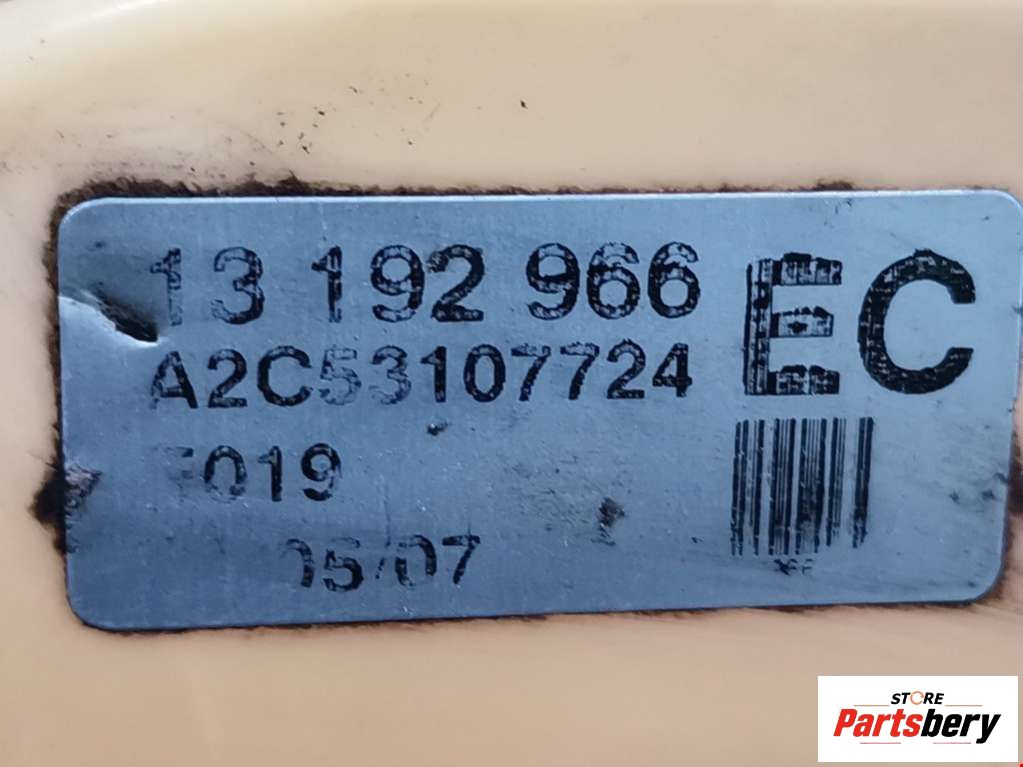 13 192 966
EC
A2C53107724
F019
05/07
STORE
Partsbery